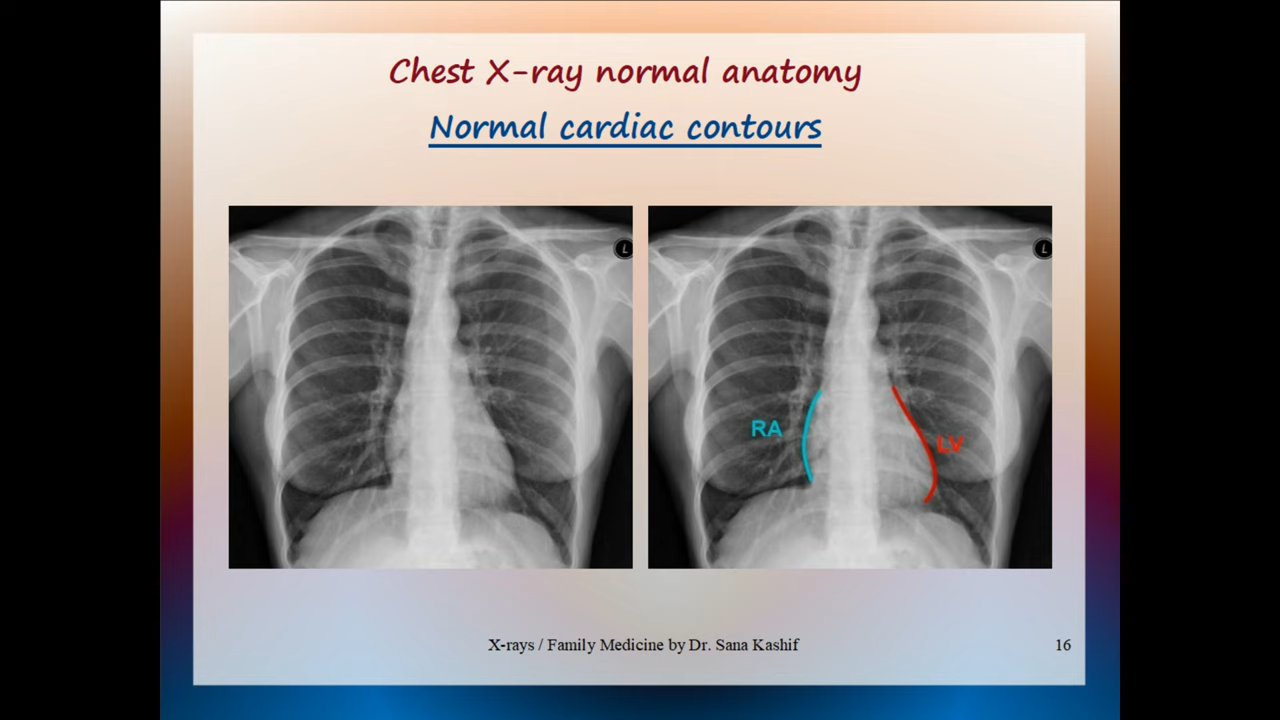 Chest X-ray normal anatomy
Normal cardiac contours
L
L
RA
LV
X-rays / Family Medicine by Dr. Sana Kashif
16